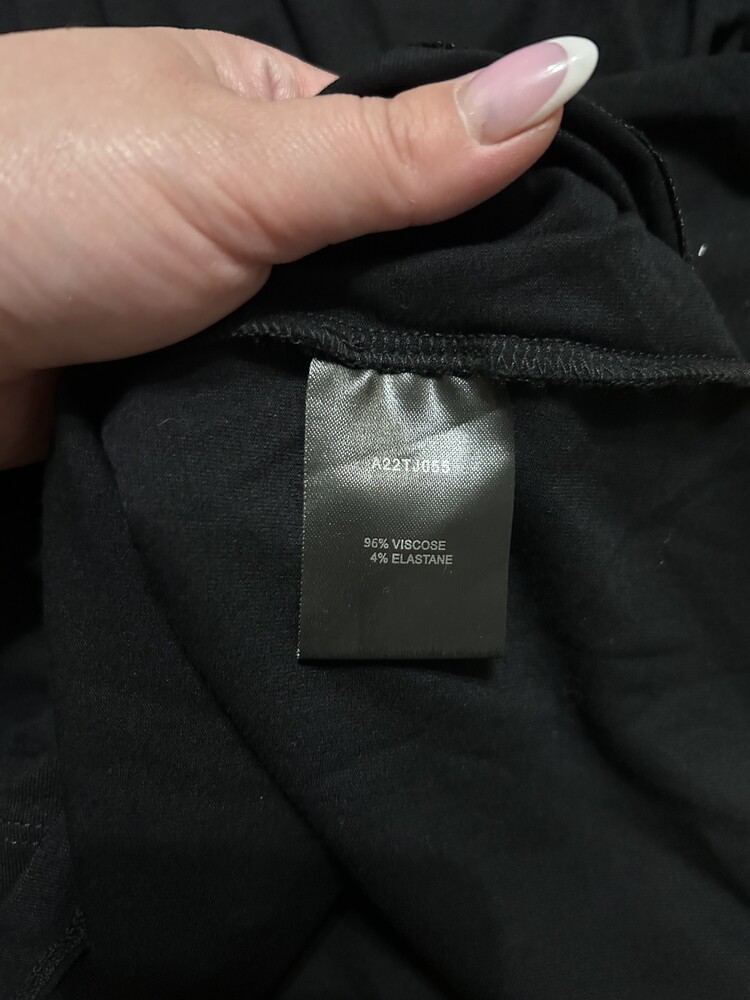 A22TJ055
96% VISCOSE
4% ELASTANE